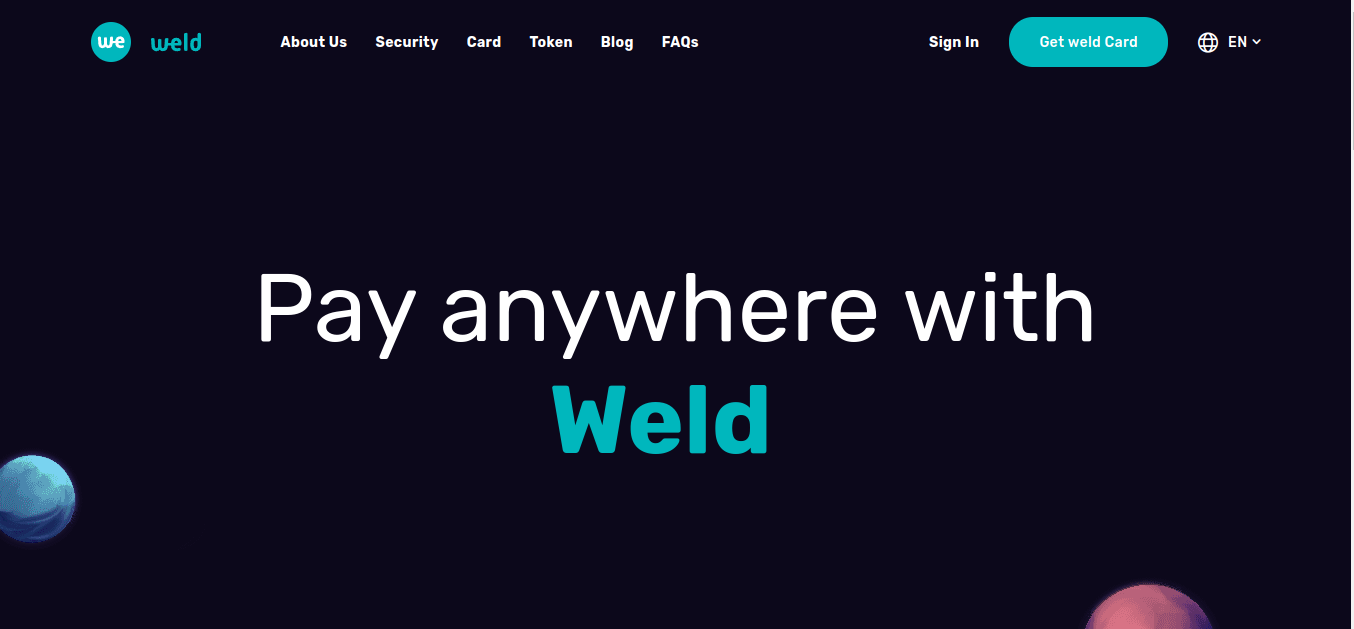 we weld About Us Security Card Token Blog FAQs Sign In Get weld Card EN
Pay anywhere with
Weld